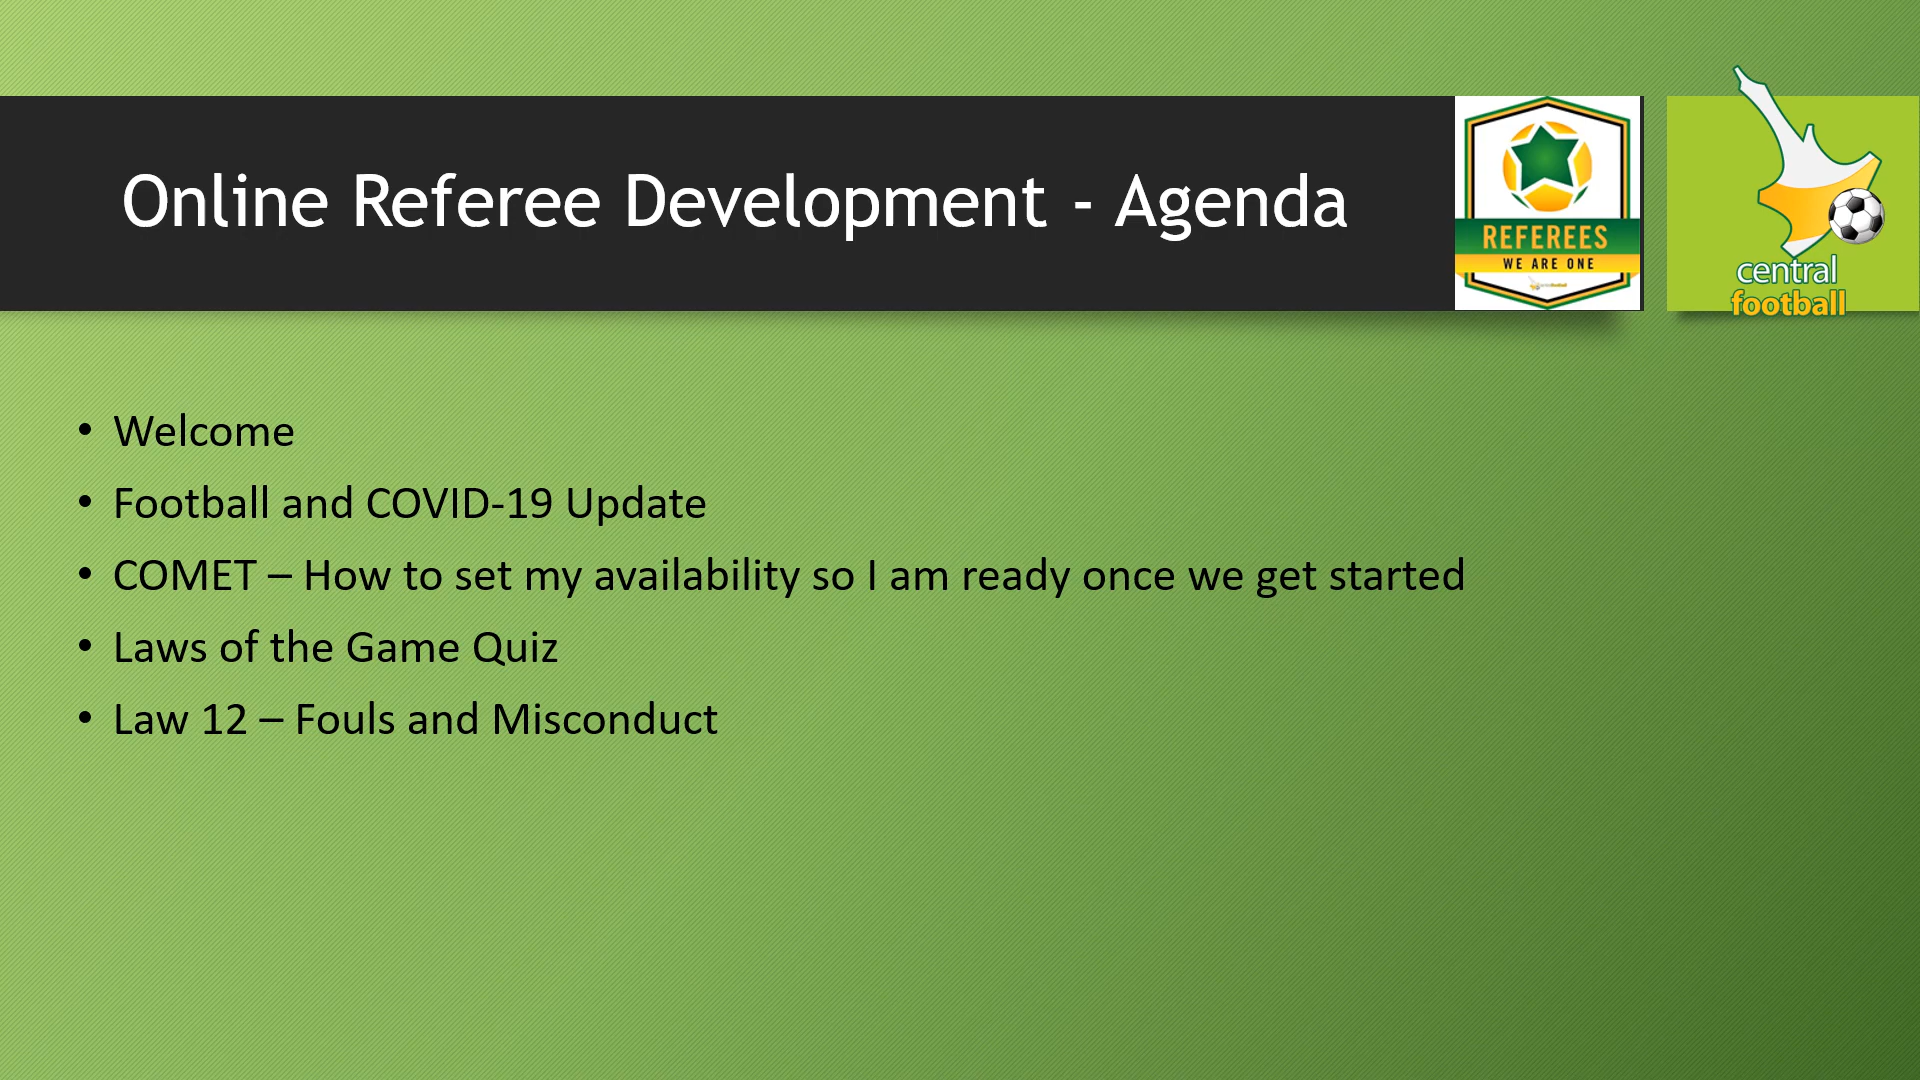 Online Referee Development - Agenda
REFEREES
WE ARE ONE
central
football
• Welcome
• Football and COVID-19 Update
• COMET – How to set my availability so I am ready once we get started
• Laws of the Game Quiz
• Law 12 – Fouls and Misconduct